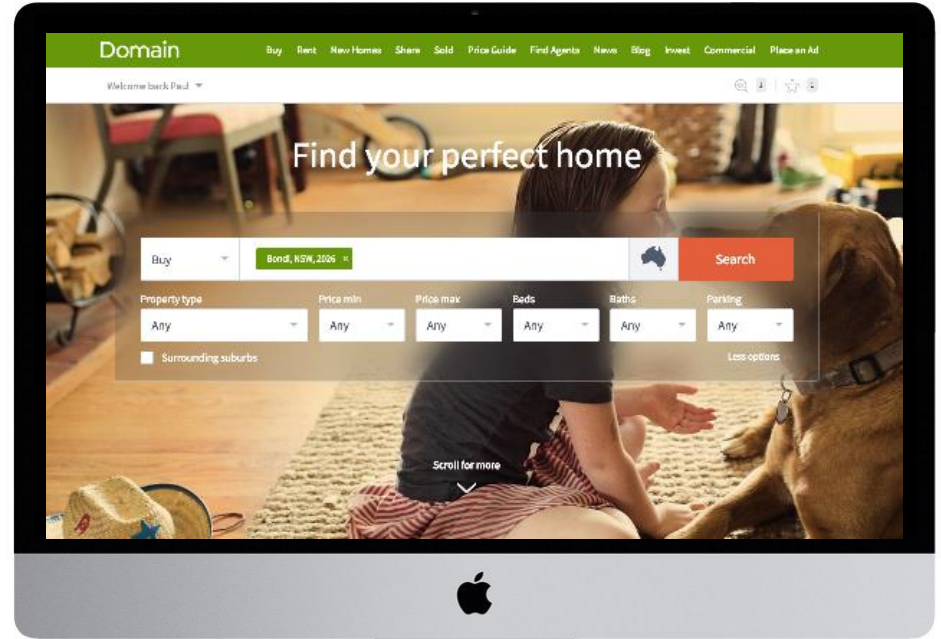 Domain
Buy Rent New Homes Share Sold Price Guide Find Agents News Blog Invest Commercial Place an Ad
Welcome back Paul
Find your perfect home
Buy
Bondi, NSW, 2026 ×
Search
Property type Price min Price max Beds Baths Parking
Any Any Any Any Any Any
Surrounding suburbs
Less options
Scroll for more